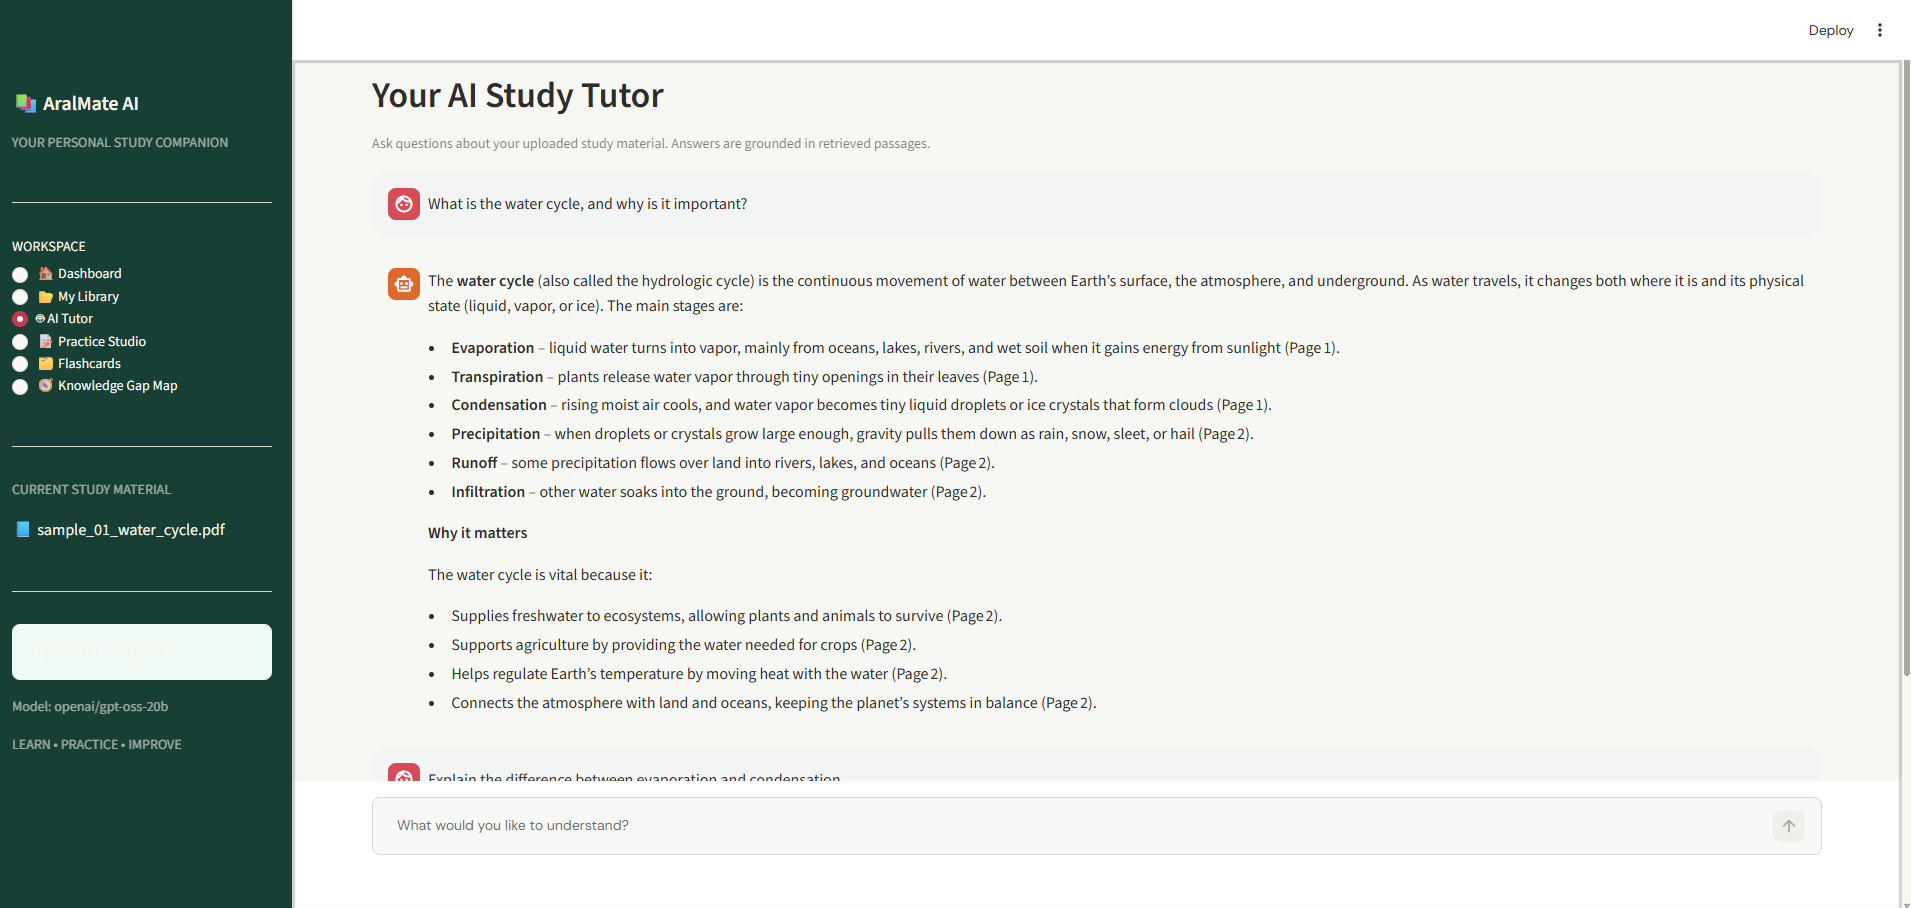 Deploy
AralMate AI
YOUR PERSONAL STUDY COMPANION
WORKSPACE
Dashboard
My Library
AI Tutor
Practice Studio
Flashcards
Knowledge Gap Map
CURRENT STUDY MATERIAL
sample_01_water_cycle.pdf
Model: openai/gpt-oss-20b
LEARN • PRACTICE • IMPROVE
Your AI Study Tutor
Ask questions about your uploaded study material. Answers are grounded in retrieved passages.
What is the water cycle, and why is it important?
The water cycle (also called the hydrologic cycle) is the continuous movement of water between Earth’s surface, the atmosphere, and underground. As water travels, it changes both where it is and its physical
state (liquid, vapor, or ice). The main stages are:
• Evaporation – liquid water turns into vapor, mainly from oceans, lakes, rivers, and wet soil when it gains energy from sunlight (Page 1).
• Transpiration – plants release water vapor through tiny openings in their leaves (Page 1).
• Condensation – rising moist air cools, and water vapor becomes tiny liquid droplets or ice crystals that form clouds (Page 1).
• Precipitation – when droplets or crystals grow large enough, gravity pulls them down as rain, snow, sleet, or hail (Page 2).
• Runoff – some precipitation flows over land into rivers, lakes, and oceans (Page 2).
• Infiltration – other water soaks into the ground, becoming groundwater (Page 2).
Why it matters
The water cycle is vital because it:
• Supplies freshwater to ecosystems, allowing plants and animals to survive (Page 2).
• Supports agriculture by providing the water needed for crops (Page 2).
• Helps regulate Earth’s temperature by moving heat with the water (Page 2).
• Connects the atmosphere with land and oceans, keeping the planet’s systems in balance (Page 2).
Explain the difference between evaporation and condensation
What would you like to understand?